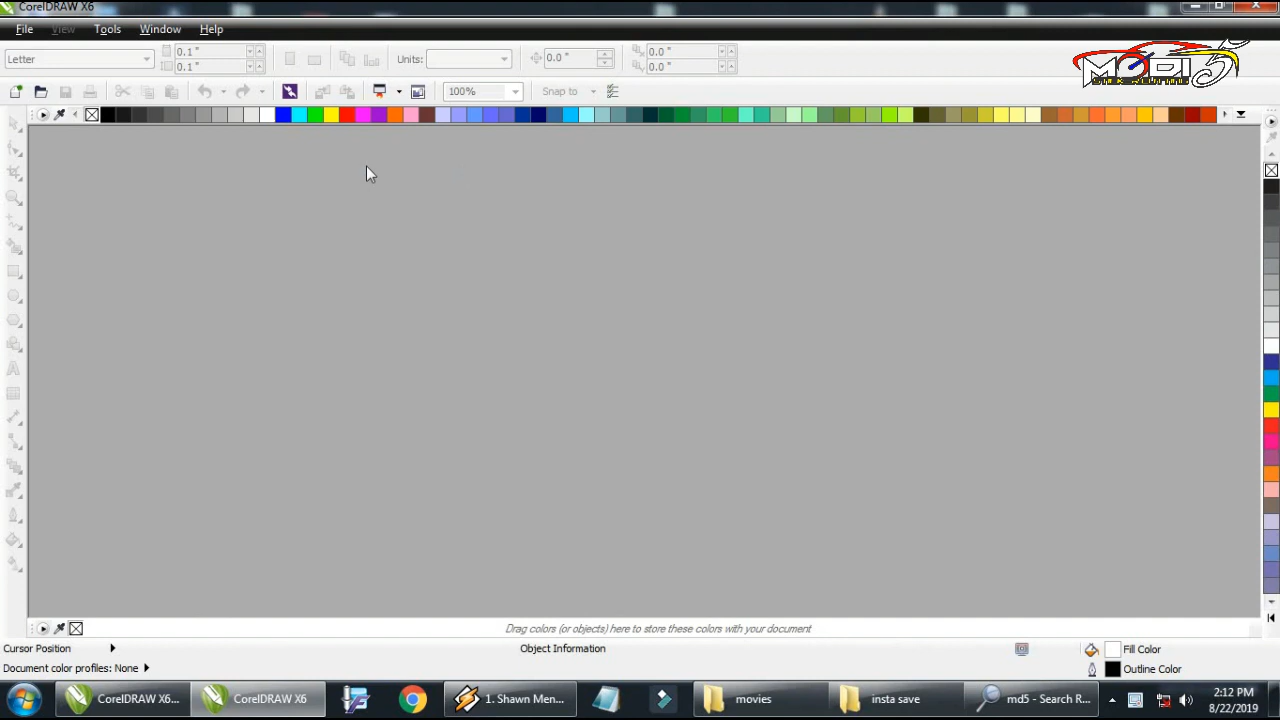 CorelDRAW X6
File View Tools Window Help
Letter 0.1 " 0.1 " Units: 0.0 ° 0.0 " 0.0 "
MOBI 5
100% Snap to
Drag colors (or objects) here to store these colors with your document
Cursor Position Object Information Fill Color
Document color profiles: None Outline Color
CorelDRAW X6... CorelDRAW X6 1. Shawn Men... movies insta save md5 - Search R... 2:12 PM
8/22/2019